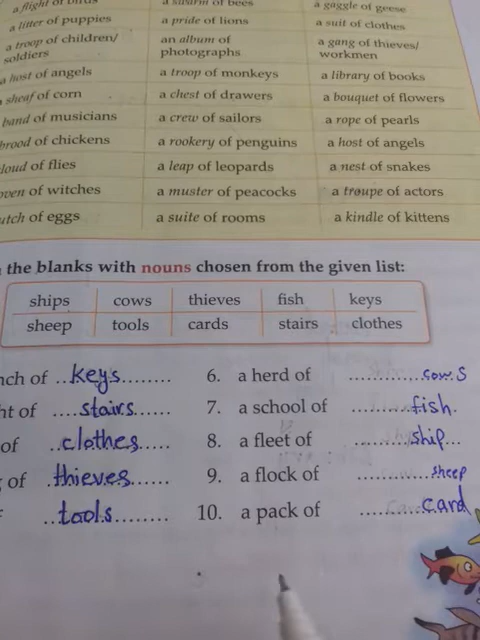 a flight of birds a swarm of bees a gaggle of geese
a litter of puppies a pride of lions a suit of clothes
a troop of children/ an album of a gang of thieves/
soldiers photographs workmen
a host of angels a troop of monkeys a library of books
sheaf of corn a chest of drawers a bouquet of flowers
band of musicians a crew of sailors a rope of pearls
brood of chickens a rookery of penguins a host of angels
loud of flies a leap of leopards a nest of snakes
oven of witches a muster of peacocks a troupe of actors
utch of eggs a suite of rooms a kindle of kittens
the blanks with nouns chosen from the given list:
ships cows thieves fish keys
sheep tools cards stairs clothes
nch of ..keys......... 6. a herd of ............cows
ht of ....stairs...... 7. a school of .........fish.
of ..clothes..... 8. a fleet of .........ship...
of .thieves...... 9. a flock of ............sheep
..tools......... 10. a pack of .........card